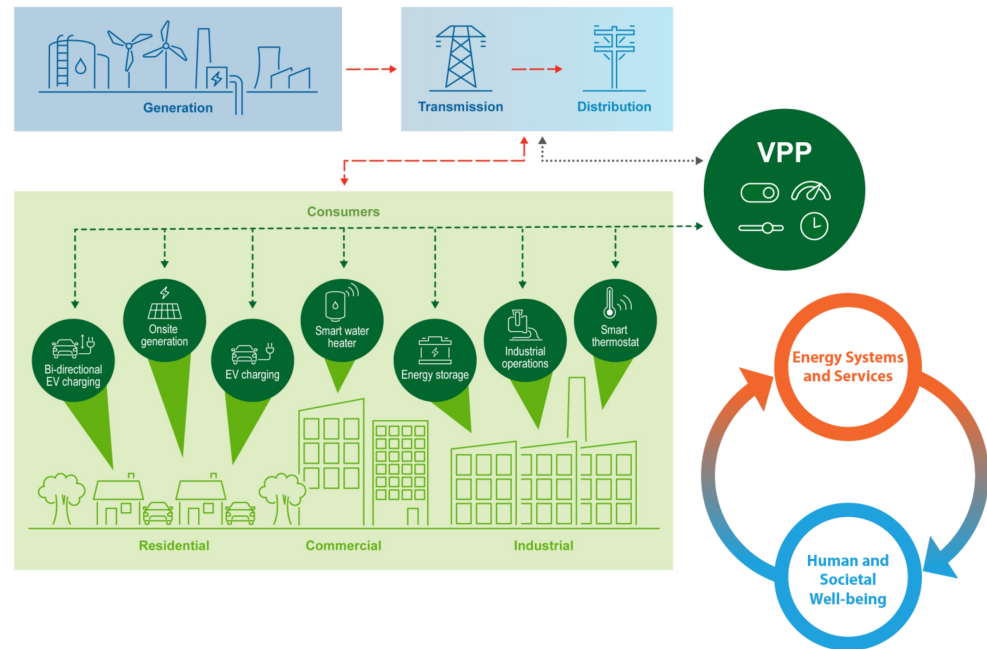 Generation
Transmission
Distribution
VPP
Consumers
Bi-directional
EV charging
Onsite
generation
EV charging
Smart water
heater
Energy storage
Industrial
operations
Smart
thermostat
Residential
Commercial
Industrial
Energy Systems
and Services
Human and
Societal
Well-being